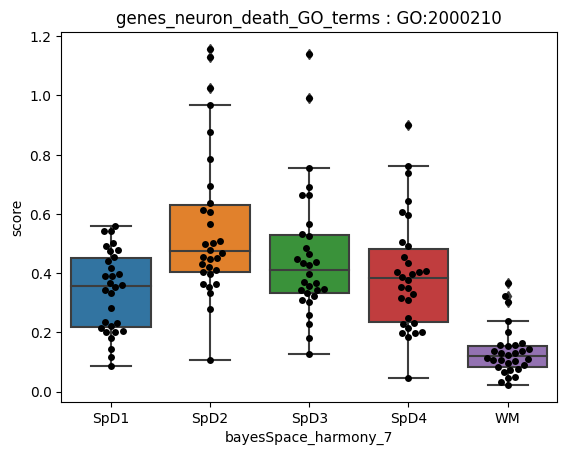 genes_neuron_death_GO_terms : GO:2000210
score
1.2
1.0
0.8
0.6
0.4
0.2
0.0
SpD1 SpD2 SpD3 SpD4 WM
bayesSpace_harmony_7